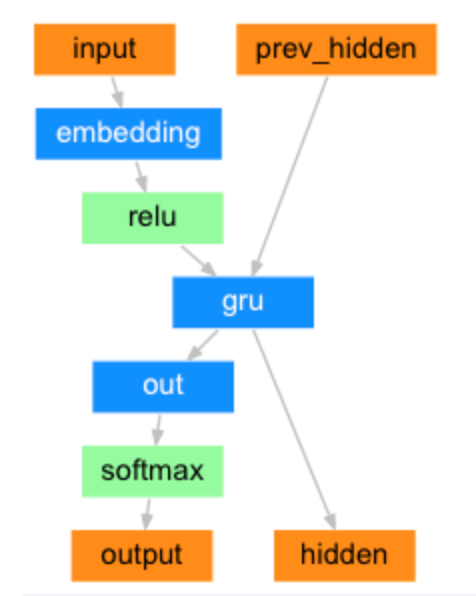 input
prev_hidden
embedding
relu
gru
out
softmax
output
hidden